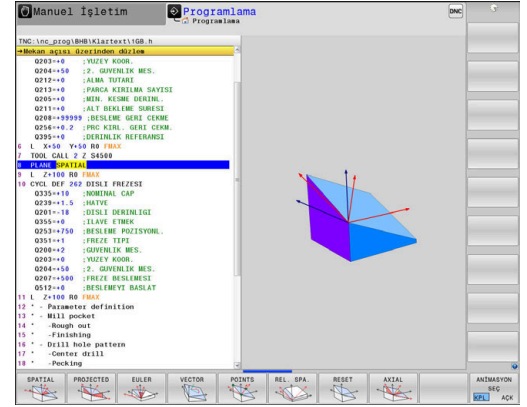 Manuel İşletim
Programlama
Programlama
DNC
TNC:\nc_prog\BHB\Klartext\1GB.h
→Mekan açısı üzerinden düzlem
Q203=+0 ;YUZEY KOOR.
Q204=+50 ;2. GUVENLIK MES.
Q212=+0 ;ALMA TUTARI
Q213=+0 ;PARCA KIRILMA SAYISI
Q205=+0 ;MIN. KESME DERINL.
Q211=+0 ;ALT BEKLEME SURESI
Q208=+99999 ;BESLEME GERI CEKME
Q256=+0.2 ;PRC KIRL. GERI CEKM.
Q395=+0 ;DERINLIK REFERANSI
6 L X+50 Y+50 R0 FMAX
7 TOOL CALL 2 Z S4500
8 PLANE SPATIAL
9 L Z+100 R0 FMAX
10 CYCL DEF 262 DISLI FREZESI
Q335=+10 ;NOMINAL CAP
Q239=+1.5 ;HATVE
Q201=-18 ;DISLI DERINLIGI
Q355=+0 ;ILAVE ETMEK
Q253=+750 ;BESLEME POZISYONL.
Q351=+1 ;FREZE TIPI
Q200=+2 ;GUVENLIK MES.
Q203=+0 ;YUZEY KOOR.
Q204=+50 ;2. GUVENLIK MES.
Q207=+500 ;FREZE BESLEMESI
Q512=+0 ;BESLEMEYI BASLAT
11 L Z+100 R0 FMAX
12 * - Parameter definition
13 * - Mill pocket
14 * -Rough out
15 * -Finishing
16 * - Drill hole pattern
17 * -Center drill
18 * -Pecking
SPATIAL
PROJECTED
EULER
VECTOR
POINTS
REL. SPA.
RESET
AXIAL
ANİMASYON
SEÇ
KPL AÇK